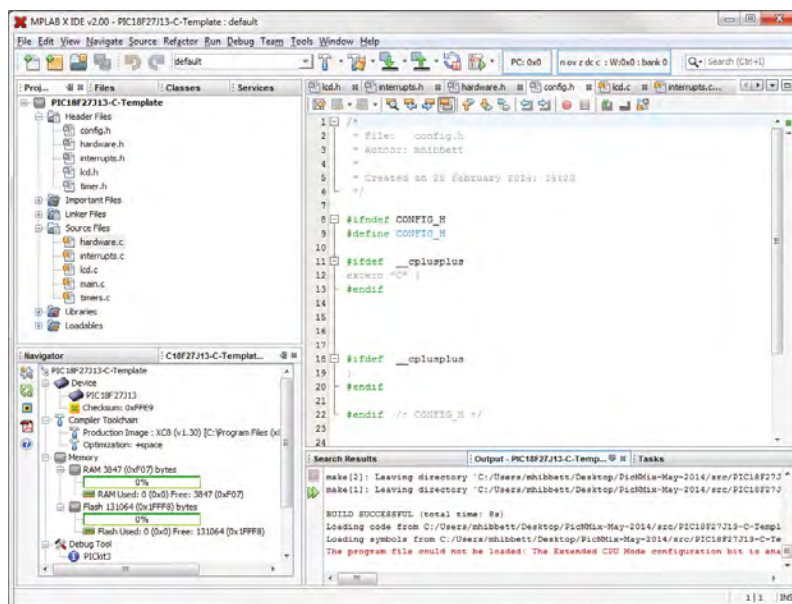 MPLAB X IDE v2.00 - PIC18F27J13-C-Template : default
File Edit View Navigate Source Refactor Run Debug Team Tools Window Help
default
PC: 0x0
n ov z dc c : W:0x0 : bank 0
Search (Ctrl+I)
Proj...
Files
Classes
Services
PIC18F27J13-C-Template
Header Files
config.h
hardware.h
interrupts.h
lcd.h
timer.h
Important Files
Linker Files
Source Files
hardware.c
interrupts.c
lcd.c
main.c
timers.c
Libraries
Loadables
lcd.h
interrupts.h
hardware.h
config.h
lcd.c
interrupts.c...
1 /*
2 * File: config.h
3 * Author: mhibbett
4 *
5 * Created on 25 february 2014,
6 */
7
8 #ifndef CONFIG_H
9 #define CONFIG_H
10
11 #ifdef __cplusplus
12 extern "C" {
13 #endif
14
15
16
17
18 #ifdef __cplusplus
19 }
20 #endif
21
22 #endif /* CONFIG_H */
23
24
Navigator
C18F27J13-C-Templat...
PIC18F27J13-C-Template
Device
PIC18F27J13
Checksum: 0xFFE9
Compiler Toolchain
Production Image : XC8 (v1.30) [C:\Program Files (x
Optimization: +space
Memory
RAM 3847 (0xF07) bytes
0%
RAM Used: 0 (0x0) Free: 3847 (0xF07)
Flash 131064 (0x1FFF8) bytes
0%
Flash Used: 0 (0x0) Free: 131064 (0x1FFF8)
Debug Tool
PICkit3
Search Results
Output - PIC18F27J13-C-Temp...
Tasks
make[2]: Leaving directory 'C:/Users/mhibbett/Desktop/PicNMix-May-2014/src/PIC18F27J
make[1]: Leaving directory 'C:/Users/mhibbett/Desktop/PicNMix-May-2014/src/PIC18F27J
BUILD SUCCESSFUL (total time: 8s)
Loading code from C:/Users/mhibbett/Desktop/PicNMix-May-2014/src/PIC18F27J13-C-Templ
Loading symbols from C:/Users/mhibbett/Desktop/PicNMix-May-2014/src/PIC18F27J13-C-Te
The program file could not be loaded: The Extended CPU Mode configuration bit is ena
1 | 1 INS